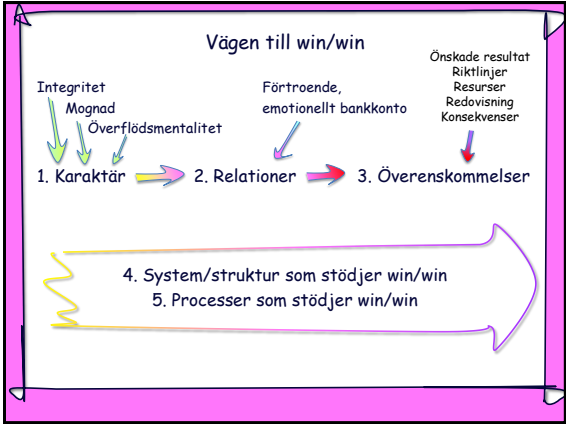 Vägen till win/win
Integritet
Mognad
Överflödsmentalitet
Förtroende,
emotionellt bankkonto
Önskade resultat
Riktlinjer
Resurser
Redovisning
Konsekvenser
1. Karaktär
2. Relationer
3. Överenskommelser
4. System/struktur som stödjer win/win
5. Processer som stödjer win/win